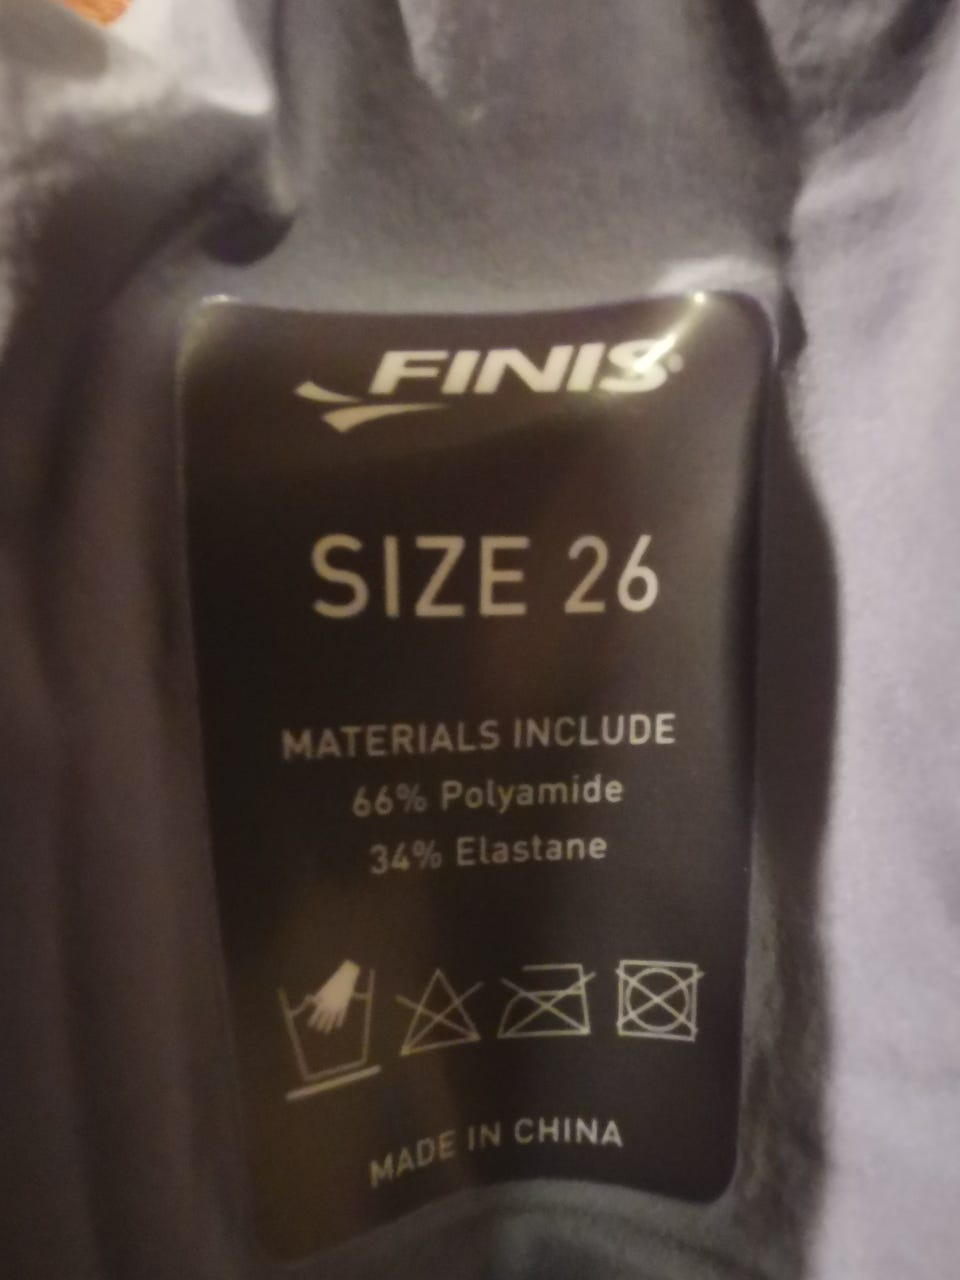 FINIS®
SIZE 26
MATERIALS INCLUDE
66% Polyamide
34% Elastane
MADE IN CHINA